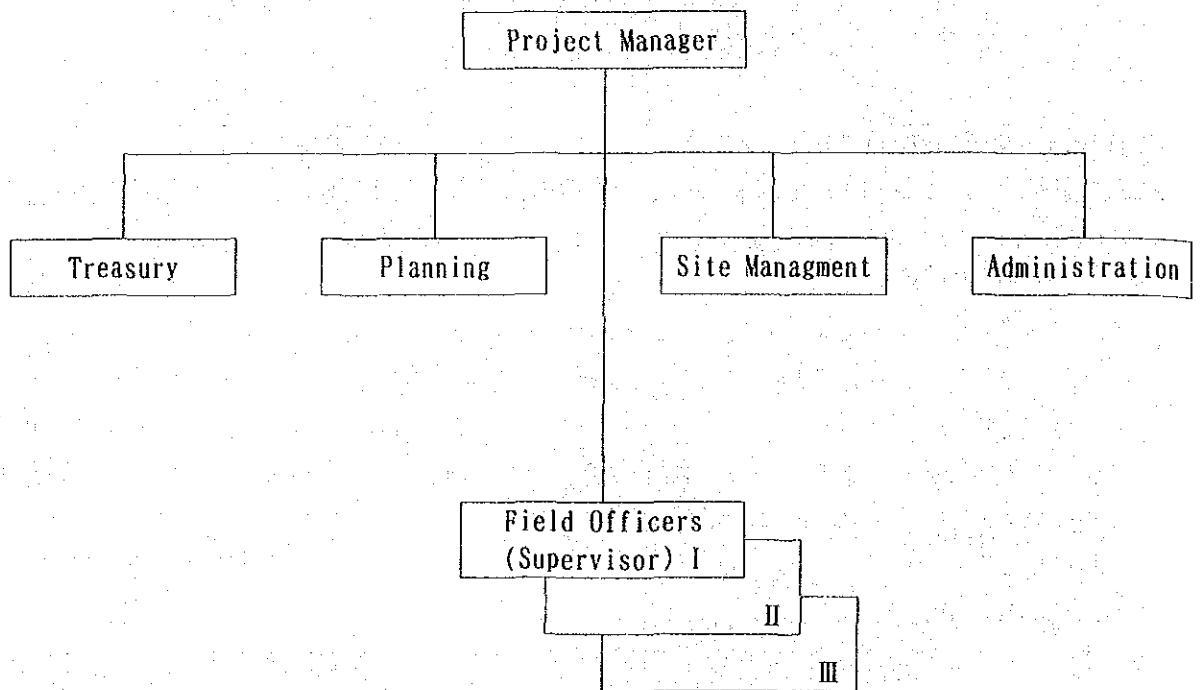 Project Manager
Treasury
Planning
Site Managment
Administration
Field Officers
(Supervisor) I
II
III